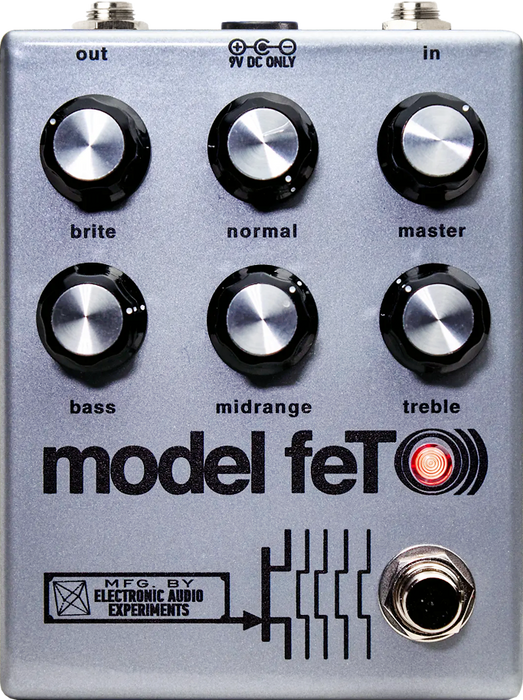 out
in
9V DC ONLY
brite
normal
master
bass
midrange
treble
model feT
MFG. BY
ELECTRONIC AUDIO
EXPERIMENTS